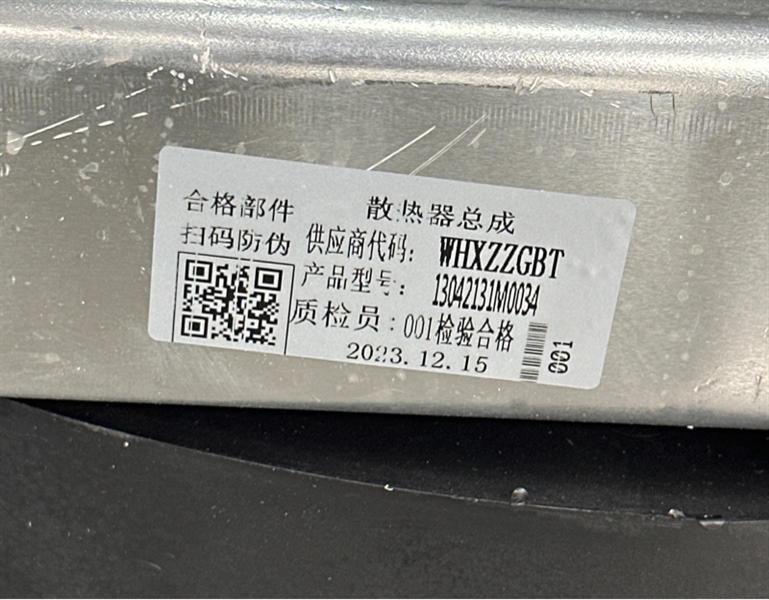 合格部件 散热器总成
扫码防伪 供应商代码: WHXZZGBT
产品型号: 13042131M0034
质检员: 001检验合格
2023.12.15
001